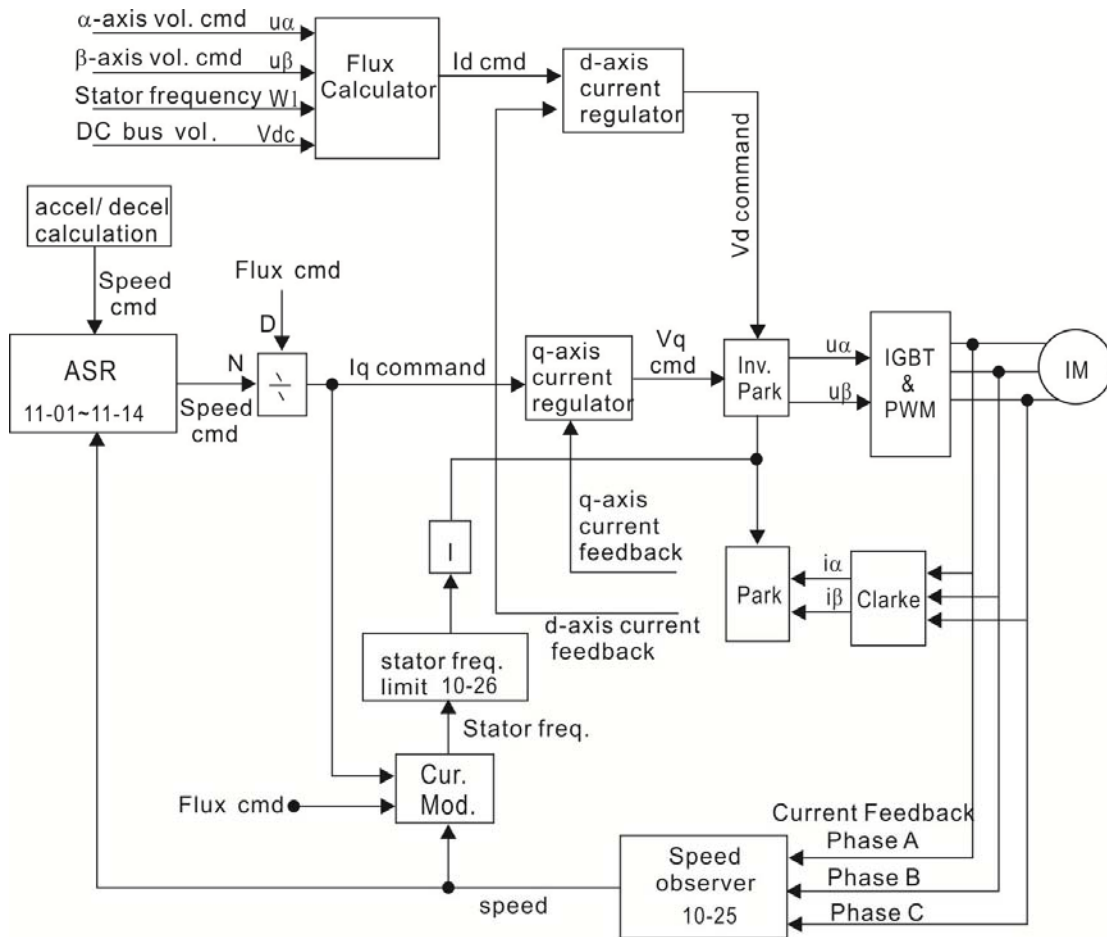 α-axis vol. cmd uα
β-axis vol. cmd uβ
Stator frequency W1
DC bus vol. Vdc
Flux
Calculator
Id cmd
d-axis
current
regulator
Vd command
accel/ decel
calculation
Speed
cmd
Flux cmd
D
ASR
11-01~11-14
N
Speed
cmd
Iq command
q-axis
current
regulator
Vq
cmd
Inv.
Park
uα
uβ
IGBT
&
PWM
IM
q-axis
current
feedback
I
Park
iα
iβ
Clarke
d-axis current
feedback
stator freq.
limit 10-26
Stator freq.
Cur.
Mod.
Flux cmd
Current Feedback
Phase A
Phase B
Phase C
Speed
observer
10-25
speed